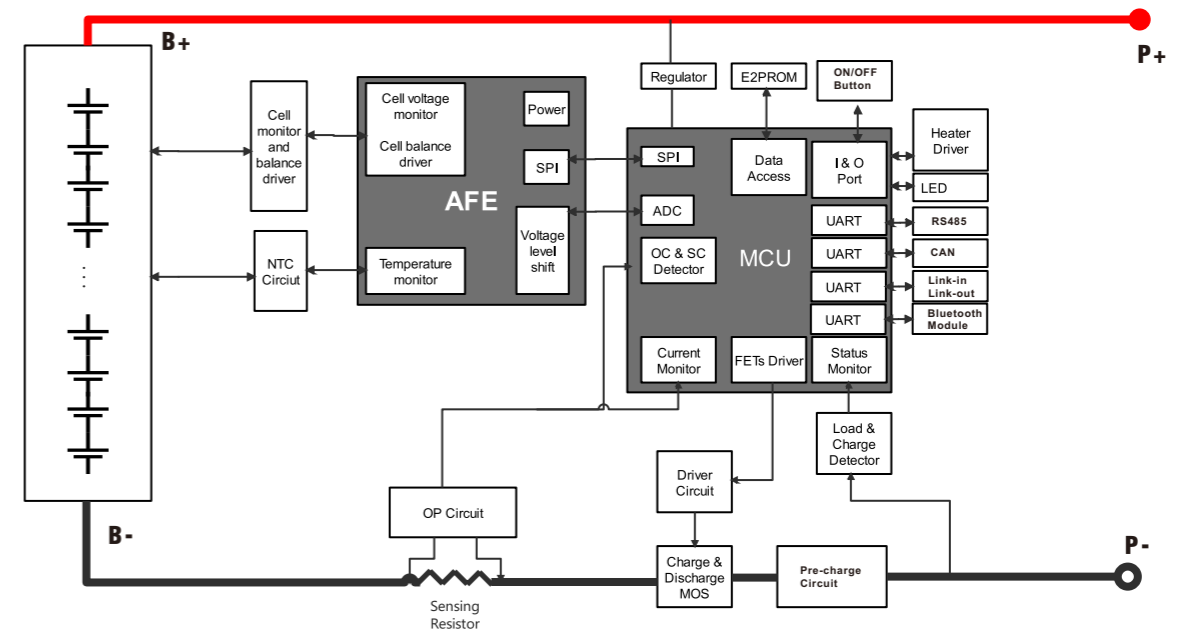 B+
P+
Regulator
E2PROM
ON/OFF
Button
Cell
monitor
and
balance
driver
Cell voltage
monitor
Cell balance
driver
Power
SPI
AFE
Voltage
level
shift
Temperature
monitor
NTC
Circiut
SPI
ADC
OC & SC
Detector
MCU
Data
Access
I & O
Port
Heater
Driver
LED
UART
RS485
UART
CAN
UART
Link-in
Link-out
UART
Bluetooth
Module
Current
Monitor
FETs Driver
Status
Monitor
Load &
Charge
Detector
Driver
Circuit
OP Circuit
B-
P-
Charge &
Discharge
MOS
Pre-charge
Circuit
Sensing
Resistor